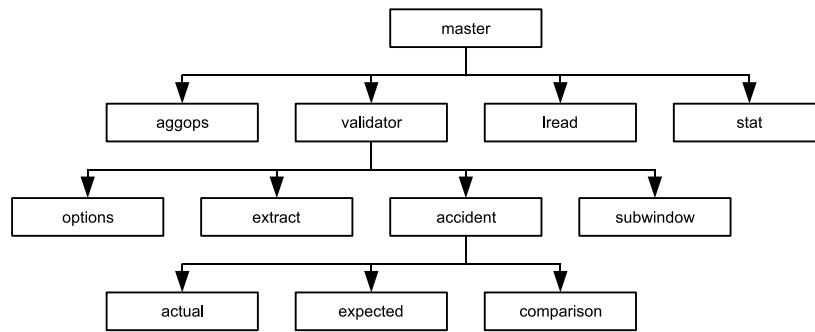 master
aggops
validator
lread
stat
options
extract
accident
subwindow
actual
expected
comparison